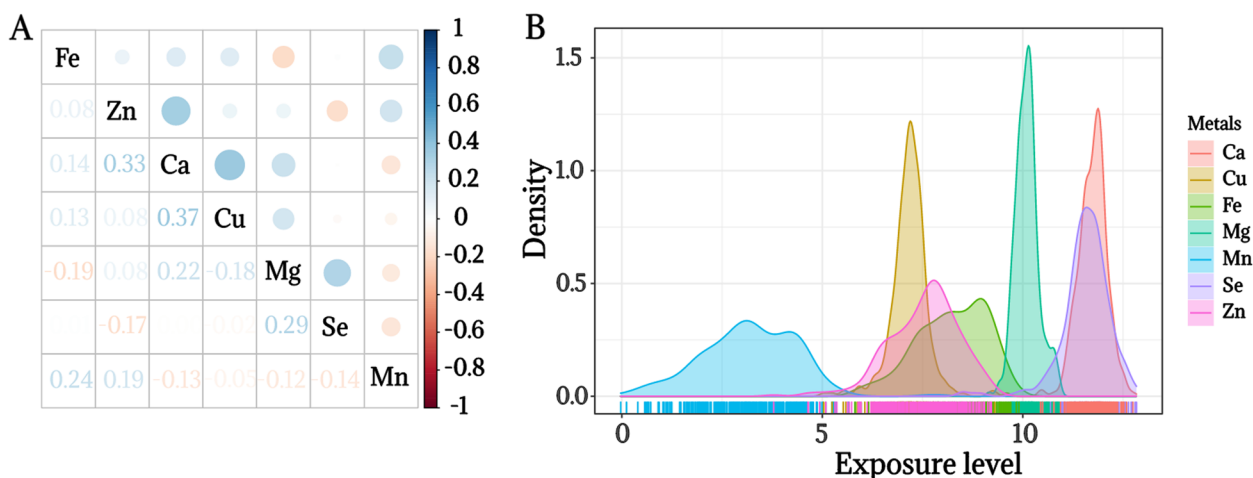 A
Fe
0.08 Zn
0.14 0.33 Ca
0.13 0.08 0.37 Cu
-0.19 0.08 0.22 -0.18 Mg
-0.17 0.02 0.29 Se
0.24 0.19 -0.13 -0.05 -0.12 -0.14 Mn
1
0.8
0.6
0.4
0.2
0
-0.2
-0.4
-0.6
-0.8
-1
B
Density
1.5
1.0
0.5
0.0
0 5 10
Exposure level
Metals
Ca
Cu
Fe
Mg
Mn
Se
Zn